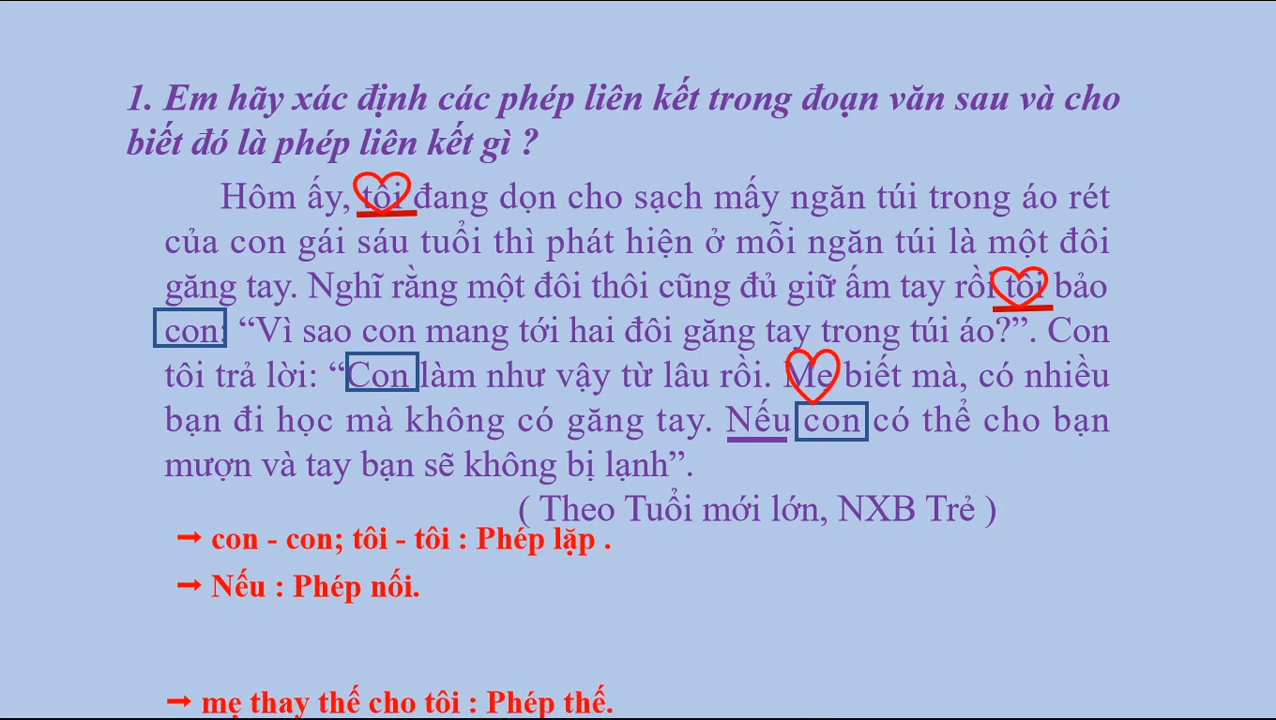 1. Em hãy xác định các phép liên kết trong đoạn văn sau và cho
biết đó là phép liên kết gì ?
Hôm ấy, tôi đang dọn cho sạch mấy ngăn túi trong áo rét
của con gái sáu tuổi thì phát hiện ở mỗi ngăn túi là một đôi
găng tay. Nghĩ rằng một đôi thôi cũng đủ giữ ấm tay rồi tôi bảo
con: “Vì sao con mang tới hai đôi găng tay trong túi áo?”. Con
tôi trả lời: “Con làm như vậy từ lâu rồi. Mẹ biết mà, có nhiều
bạn đi học mà không có găng tay. Nếu con có thể cho bạn
mượn và tay bạn sẽ không bị lạnh”.
( Theo Tuổi mới lớn, NXB Trẻ )
→ con - con; tôi - tôi : Phép lặp .
→ Nếu : Phép nối.
→ mẹ thay thế cho tôi : Phép thế.